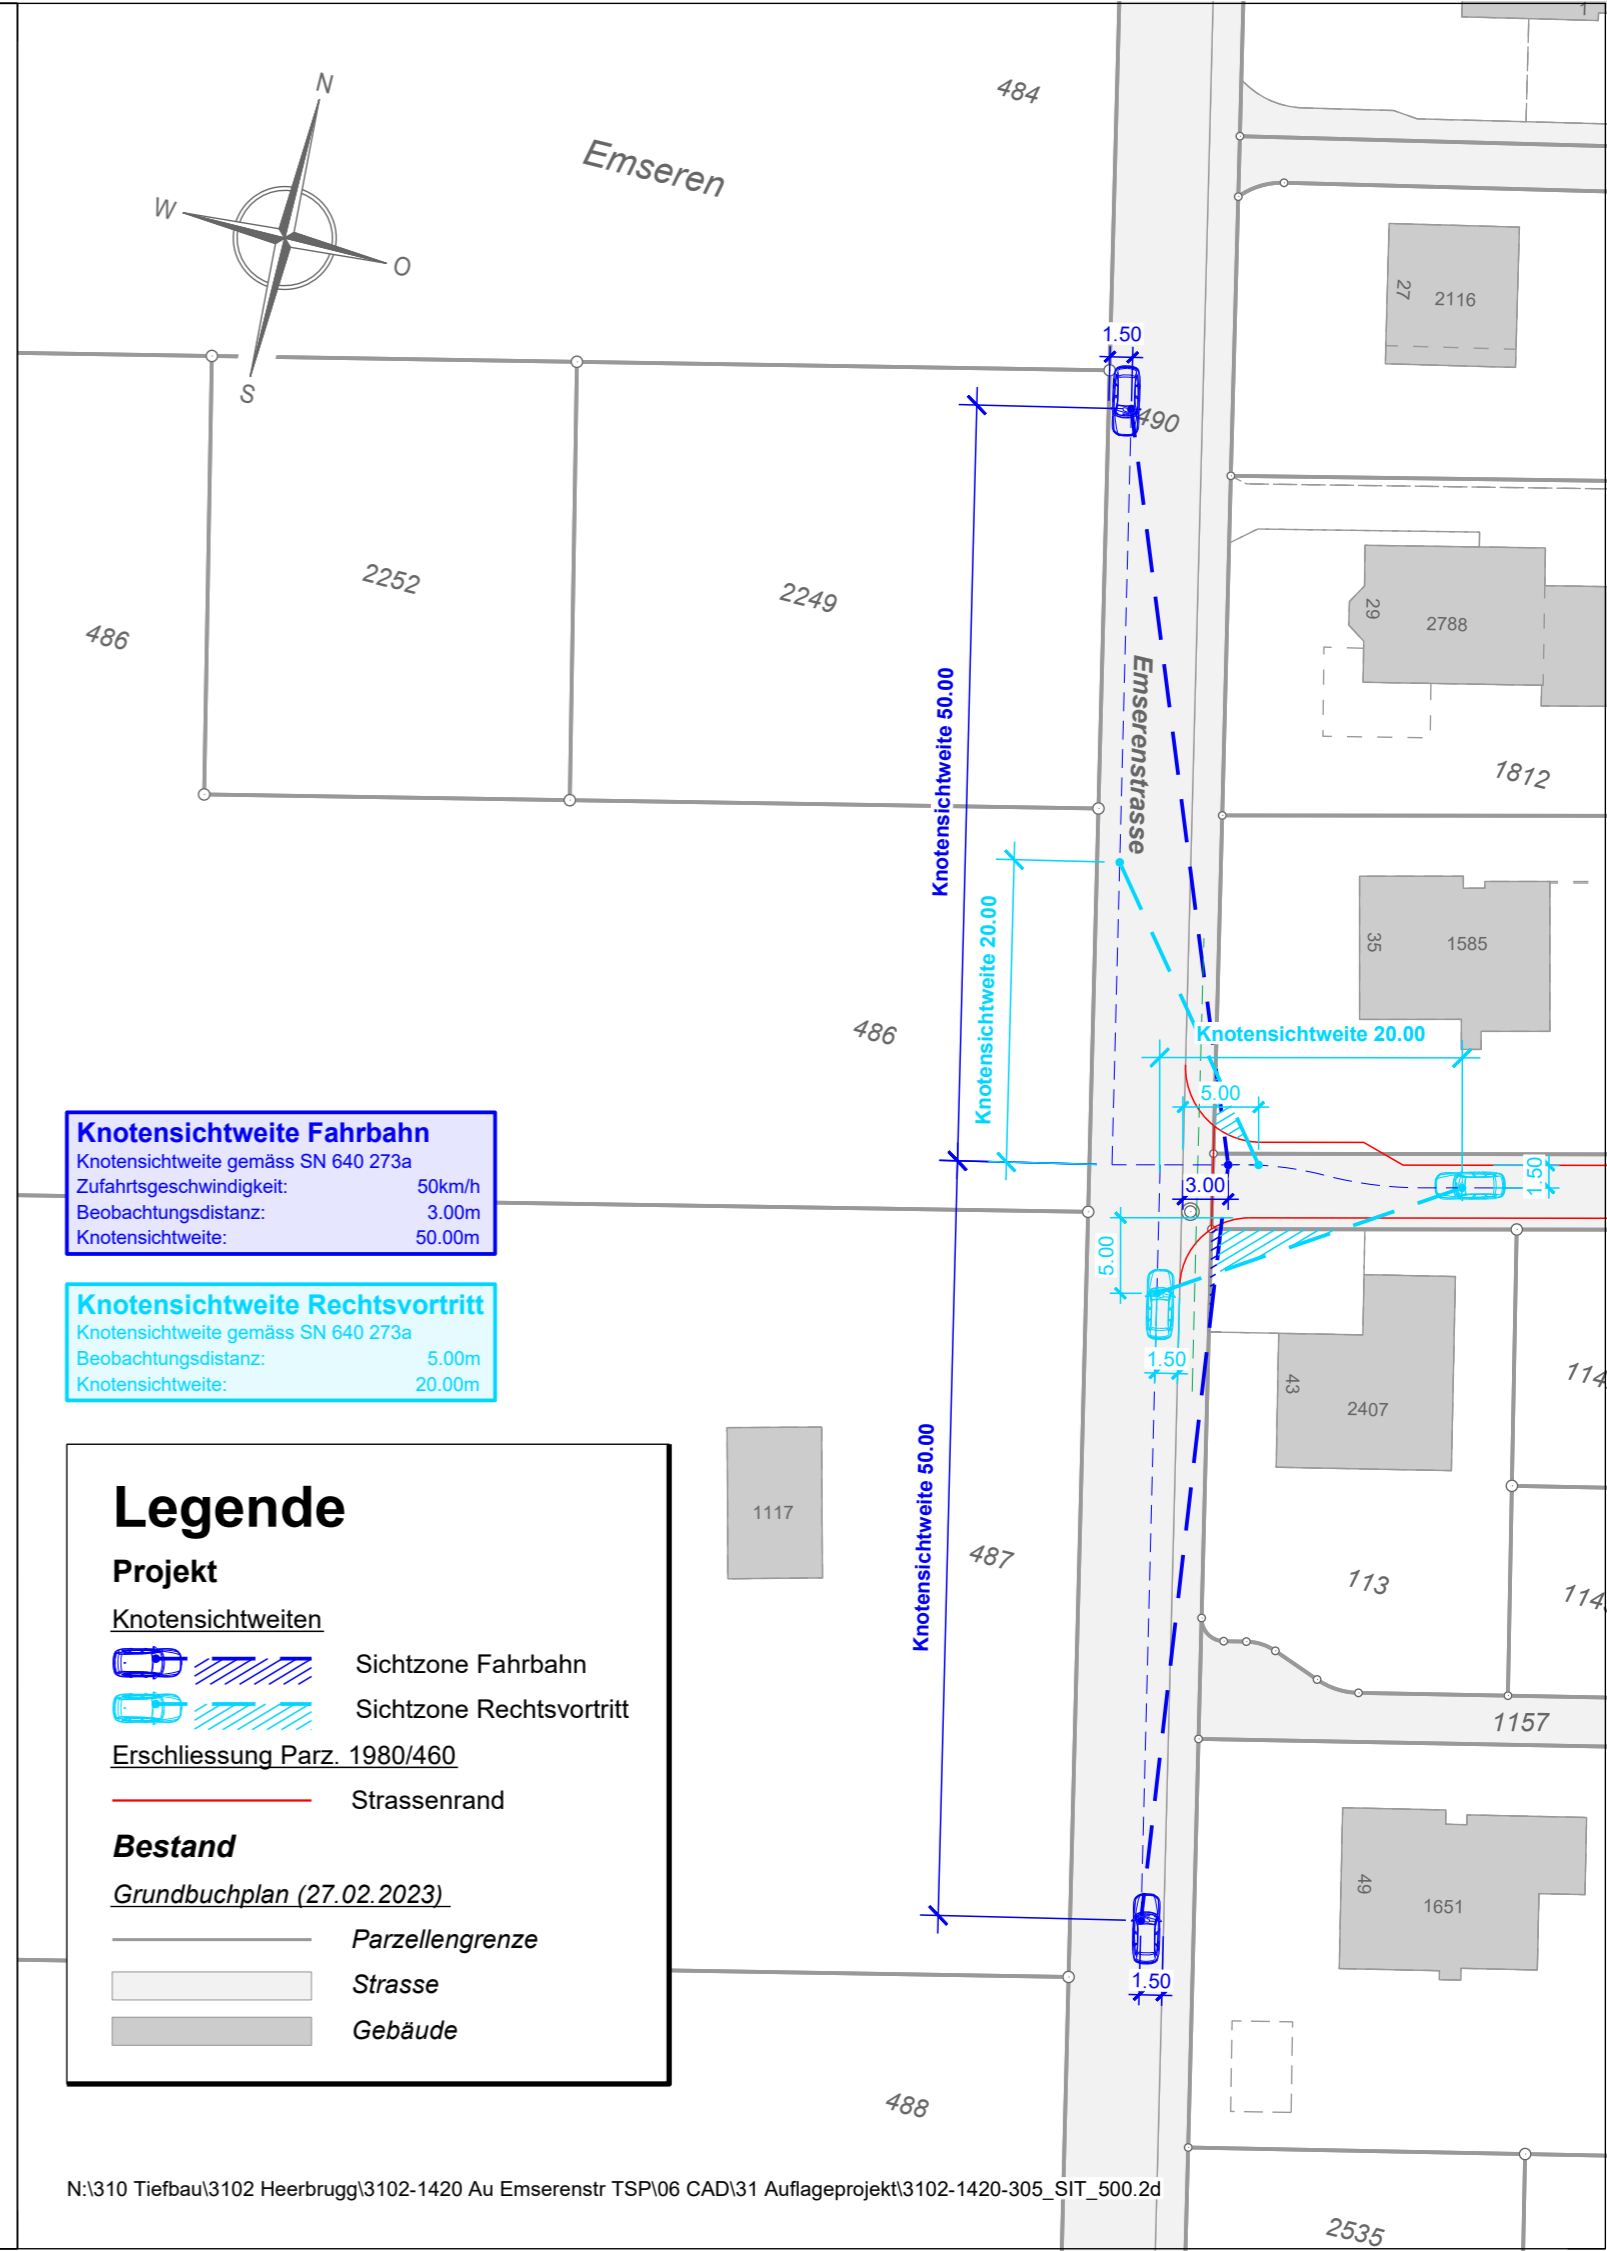 1
N
484
Emseren
W
O
S
27
2116
1.50
490
2252
2249
486
29
2788
Emserenstrasse
Knotensichtweite 50.00
1812
35
1585
Knotensichtweite 20.00
486
Knotensichtweite 20.00
5.00
3.00
1.50
5.00
1.50
Knotensichtweite Fahrbahn
Knotensichtweite gemäss SN 640 273a
Zufahrtsgeschwindigkeit: 50km/h
Beobachtungsdistanz: 3.00m
Knotensichtweite: 50.00m
Knotensichtweite Rechtsvortritt
Knotensichtweite gemäss SN 640 273a
Beobachtungsdistanz: 5.00m
Knotensichtweite: 20.00m
43
2407
114
Knotensichtweite 50.00
1117
487
113
114
1157
49
1651
1.50
Legende
Projekt
Knotensichtweiten
Sichtzone Fahrbahn
Sichtzone Rechtsvortritt
Erschliessung Parz. 1980/460
Strassenrand
Bestand
Grundbuchplan (27.02.2023)
Parzellengrenze
Strasse
Gebäude
488
N:\310 Tiefbau\3102 Heerbrugg\3102-1420 Au Emserenstr TSP\06 CAD\31 Auflageprojekt\3102-1420-305_SIT_500.2d
2535